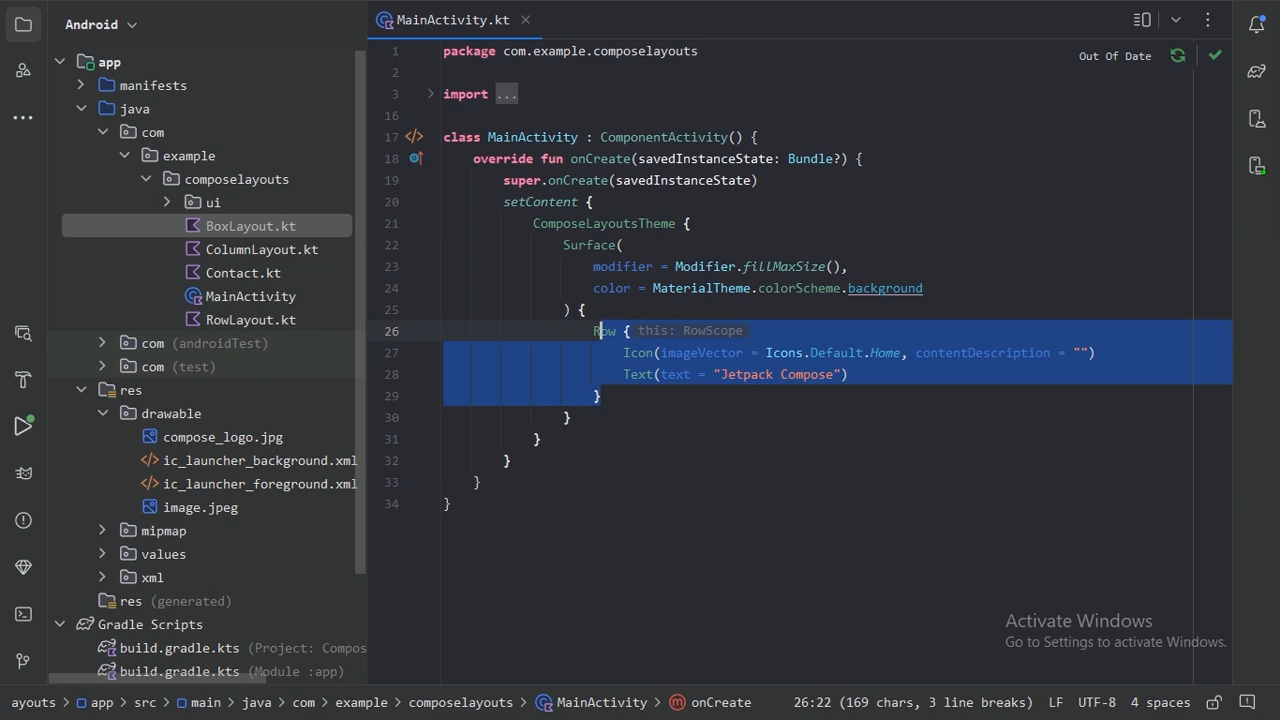 Android
MainActivity.kt
app
manifests
java
com
example
composelayouts
ui
BoxLayout.kt
ColumnLayout.kt
Contact.kt
MainActivity
RowLayout.kt
com (androidTest)
com (test)
res
drawable
compose_logo.jpg
ic_launcher_background.xml
ic_launcher_foreground.xml
image.jpeg
mipmap
values
xml
res (generated)
Gradle Scripts
build.gradle.kts (Project: Compos
build.gradle.kts (Module :app)
Out Of Date
1 package com.example.composelayouts
2
3 import ...
16
17 class MainActivity : ComponentActivity() {
18 override fun onCreate(savedInstanceState: Bundle?) {
19 super.onCreate(savedInstanceState)
20 setContent {
21 ComposeLayoutsTheme {
22 Surface(
23 modifier = Modifier.fillMaxSize(),
24 color = MaterialTheme.colorScheme.background
25 ) {
26 Row { this: RowScope
27 Icon(imageVector = Icons.Default.Home, contentDescription = "")
28 Text(text = "Jetpack Compose")
29 }
30 }
31 }
32 }
33 }
34 }
Activate Windows
Go to Settings to activate Windows.
ayouts > app > src > main > java > com > example > composelayouts > MainActivity > onCreate 26:22 (169 chars, 3 line breaks) LF UTF-8 4 spaces